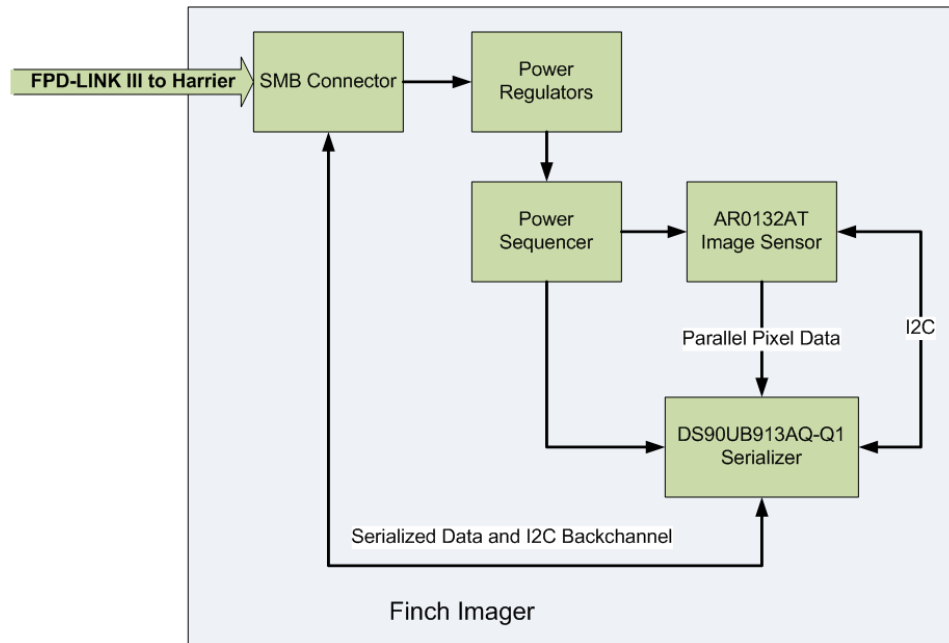 FPD-LINK III to Harrier
SMB Connector
Power
Regulators
Power
Sequencer
AR0132AT
Image Sensor
I2C
Parallel Pixel Data
DS90UB913AQ-Q1
Serializer
Serialized Data and I2C Backchannel
Finch Imager